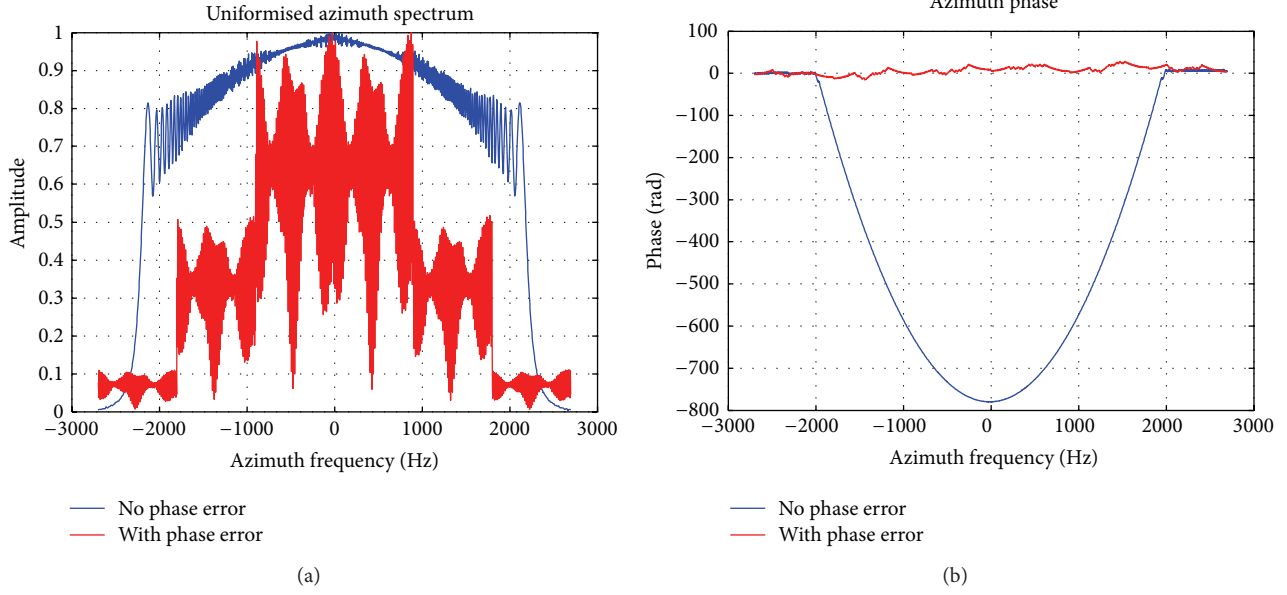 Uniformised azimuth spectrum
1
0.9
0.8
0.7
0.6
0.5
0.4
0.3
0.2
0.1
0
Amplitude
−3000 −2000 −1000 0 1000 2000 3000
Azimuth frequency (Hz)
No phase error
With phase error
(a)
Azimuth phase
100
0
−100
−200
−300
−400
−500
−600
−700
−800
Phase (rad)
−3000 −2000 −1000 0 1000 2000 3000
Azimuth frequency (Hz)
No phase error
With phase error
(b)